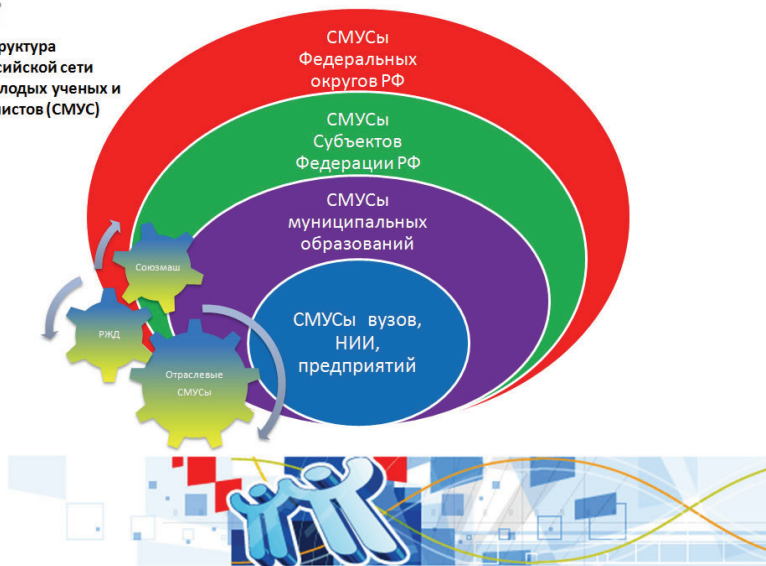 руктура
сийской сети
лодых ученых и
листов (СМУС)
СМУСы
Федеральных
округов РФ
СМУСы
Субъектов
Федерации РФ
СМУСы
муниципальных
образований
СМУСы вузов,
НИИ,
предприятий
Союзмаш
РЖД
Отраслевые
СМУСы